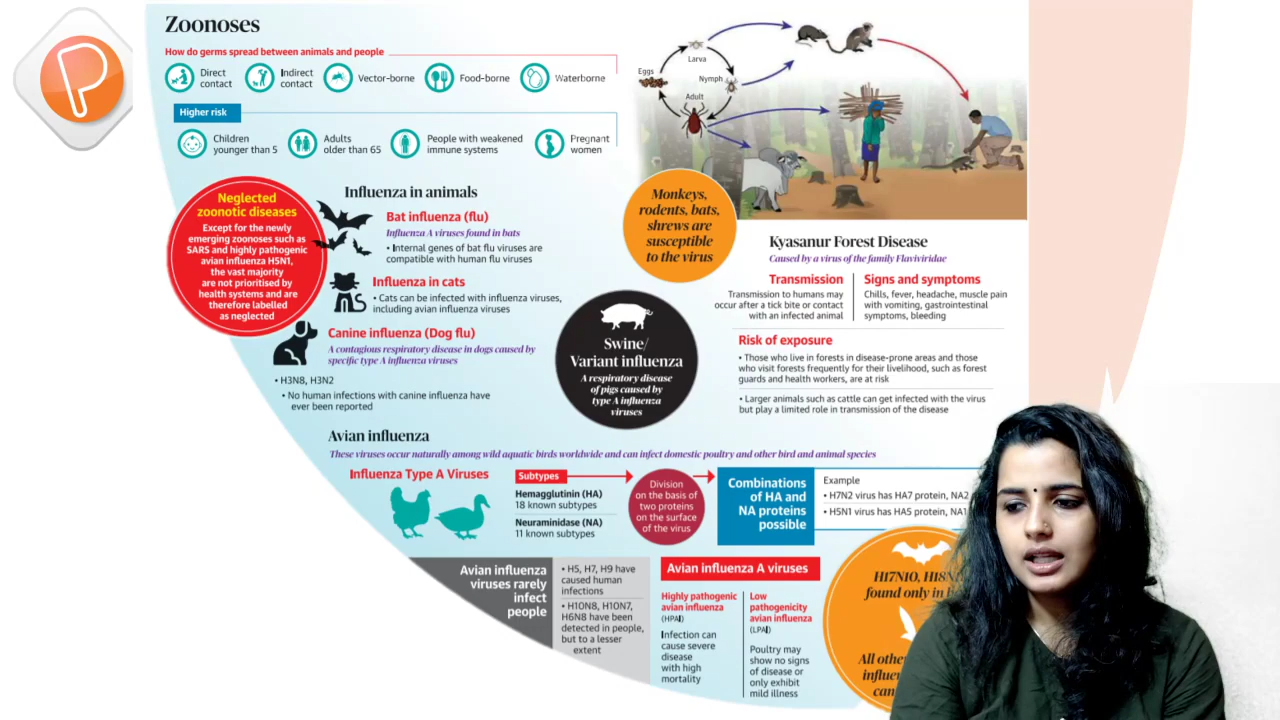 Zoonoses
How do germs spread between animals and people
Direct
contact
Indirect
contact
Vector-borne
Food-borne
Waterborne
Higher risk
Children
younger than 5
Adults
older than 65
People with weakened
immune systems
Pregnant
women
Eggs
Larva
Nymph
Adult
Neglected
zoonotic diseases
Except for the newly
emerging zoonoses such as
SARS and highly pathogenic
avian influenza H5N1,
the vast majority
are not prioritised by
health systems and are
therefore labelled
as neglected
Influenza in animals
Bat influenza (flu)
Influenza A viruses found in bats
• Internal genes of bat flu viruses are
compatible with human flu viruses
Influenza in cats
• Cats can be infected with influenza viruses,
including avian influenza viruses
Canine influenza (Dog flu)
A contagious respiratory disease in dogs caused by
specific type A influenza viruses
• H3N8, H3N2
• No human infections with canine influenza have
ever been reported
Monkeys,
rodents, bats,
shrews are
susceptible
to the virus
Swine/
Variant influenza
A respiratory disease
of pigs caused by
type A influenza
viruses
Kyasanur Forest Disease
Caused by a virus of the family Flaviviridae
Transmission
Transmission to humans may
occur after a tick bite or contact
with an infected animal
Signs and symptoms
Chills, fever, headache, muscle pain
with vomiting, gastrointestinal
symptoms, bleeding
Risk of exposure
• Those who live in forests in disease-prone areas and those
who visit forests frequently for their livelihood, such as forest
guards and health workers, are at risk
• Larger animals such as cattle can get infected with the virus
but play a limited role in transmission of the disease
Avian influenza
These viruses occur naturally among wild aquatic birds worldwide and can infect domestic poultry and other bird and animal species
Influenza Type A Viruses
Subtypes
Hemagglutinin (HA)
18 known subtypes
Neuraminidase (NA)
11 known subtypes
Division
on the basis of
two proteins
on the surface
of the virus
Combinations
of HA and
NA proteins
possible
Example
• H7N2 virus has HA7 protein, NA2
• H5N1 virus has HA5 protein, NA1
Avian influenza
viruses rarely
infect
people
• H5, H7, H9 have
caused human
infections
• H10N8, H10N7,
H6N8 have been
detected in people,
but to a lesser
extent
Avian influenza A viruses
Highly pathogenic
avian influenza
(HPAI)
Infection can
cause severe
disease
with high
mortality
Low
pathogenicity
avian influenza
(LPAI)
Poultry may
show no signs
of disease or
only exhibit
mild illness
H17N10,
found only in
All
can